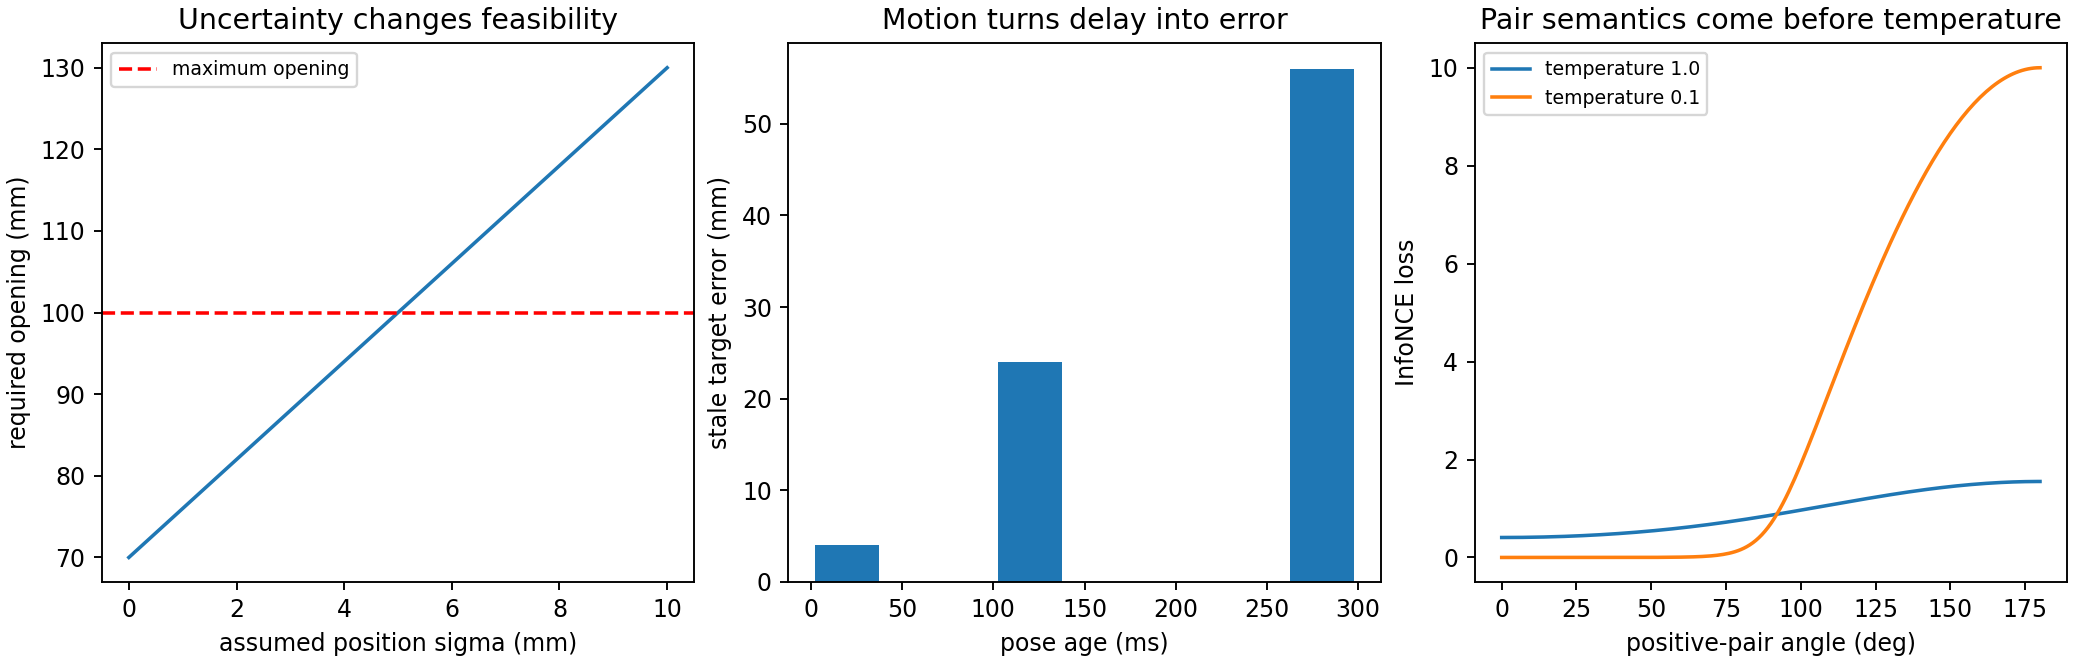 Uncertainty changes feasibility
maximum opening
130
120
110
100
90
80
70
required opening (mm)
0 2 4 6 8 10
assumed position sigma (mm)
Motion turns delay into error
50
40
30
20
10
0
stale target error (mm)
0 50 100 150 200 250 300
pose age (ms)
Pair semantics come before temperature
temperature 1.0
temperature 0.1
10
8
6
4
2
0
InfoNCE loss
0 25 50 75 100 125 150 175
positive-pair angle (deg)